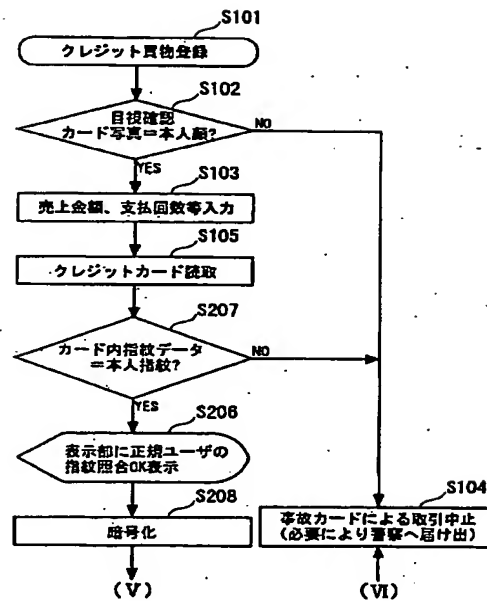 S101
クレジット買物登録
S102
目視確認
カード写真=本人顔?
NO
YES
S103
売上金額、支払回数等入力
S105
クレジットカード読取
S207
カード内指紋データ
=本人指紋?
NO
YES
S206
表示部に正規ユーザの
指紋照合OK表示
S208
暗号化
S104
事故カードによる取引中止
(必要により警察へ届け出)
(V)
(VI)